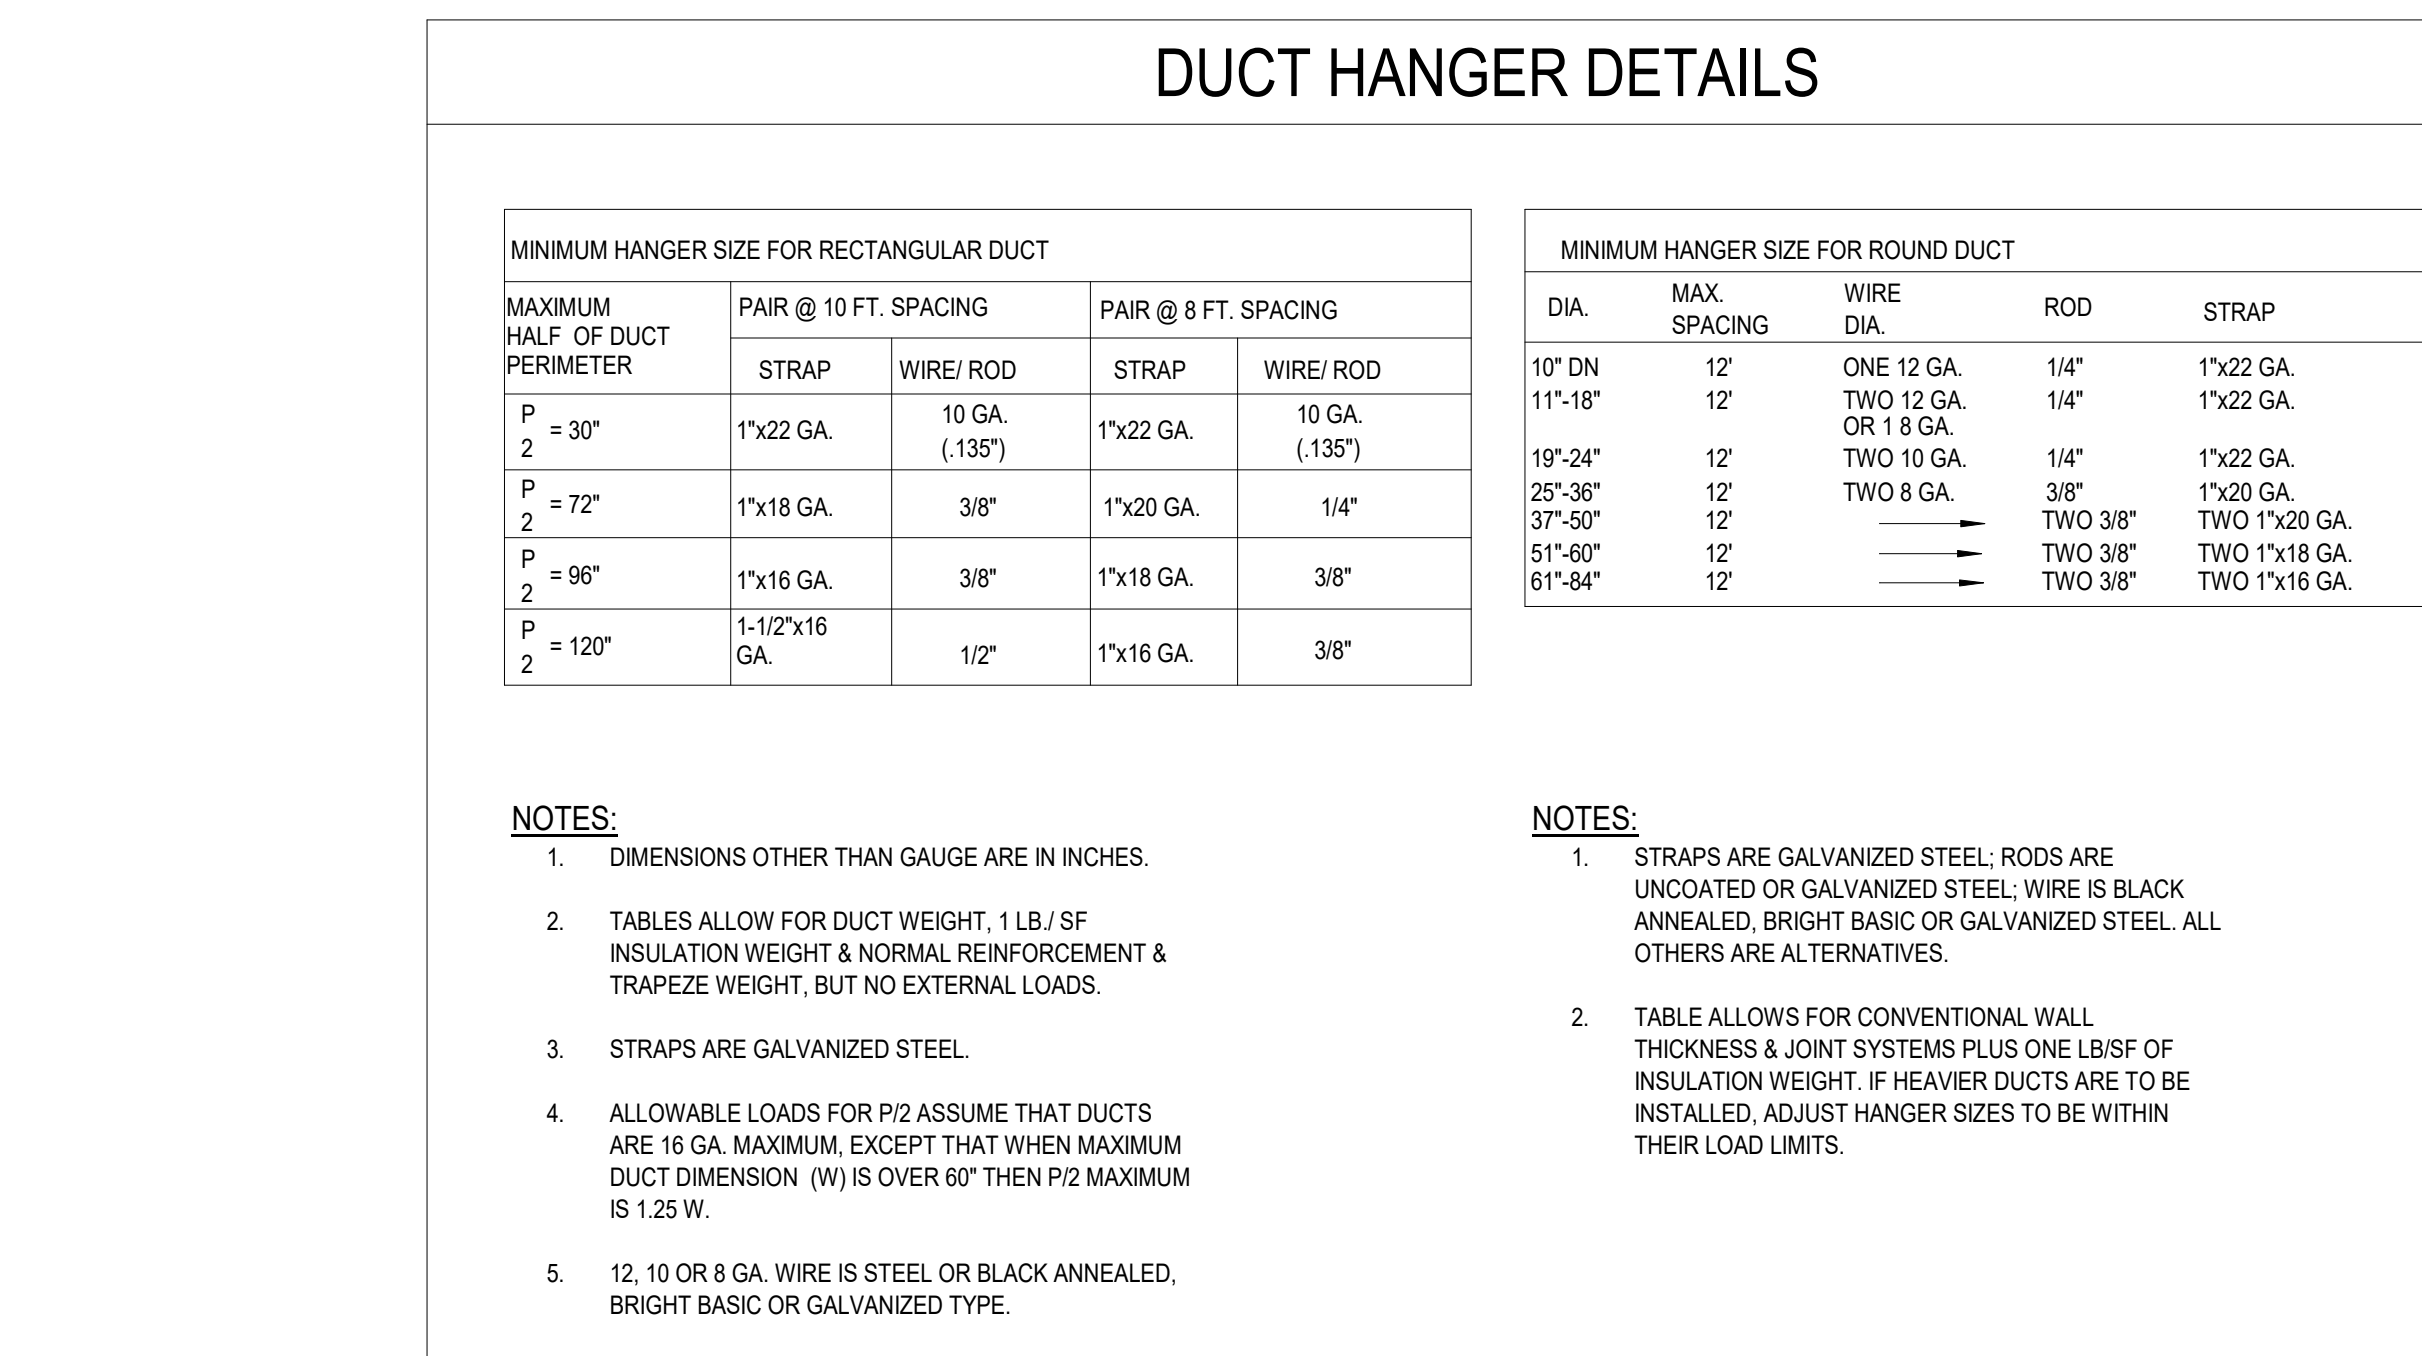 DUCT HANGER DETAILS
MINIMUM HANGER SIZE FOR RECTANGULAR DUCT
MAXIMUM
HALF OF DUCT
PERIMETER
PAIR @ 10 FT. SPACING
PAIR @ 8 FT. SPACING
STRAP
WIRE/ ROD
STRAP
WIRE/ ROD
P
2
= 30"
1"x22 GA.
10 GA.
(.135")
1"x22 GA.
10 GA.
(.135")
P
2
= 72"
1"x18 GA.
3/8"
1"x20 GA.
1/4"
P
2
= 96"
1"x16 GA.
3/8"
1"x18 GA.
3/8"
P
2
= 120"
1-1/2"x16
GA.
1/2"
1"x16 GA.
3/8"
MINIMUM HANGER SIZE FOR ROUND DUCT
DIA.
MAX.
SPACING
WIRE
DIA.
ROD
STRAP
10" DN 12' ONE 12 GA. 1/4" 1"x22 GA.
11"-18" 12' TWO 12 GA. 1/4" 1"x22 GA.
OR 1 8 GA.
19"-24" 12' TWO 10 GA. 1/4" 1"x22 GA.
25"-36" 12' TWO 8 GA. 3/8" 1"x20 GA.
37"-50" 12' TWO 3/8" TWO 1"x20 GA.
51"-60" 12' TWO 3/8" TWO 1"x18 GA.
61"-84" 12' TWO 3/8" TWO 1"x16 GA.
NOTES:
1. DIMENSIONS OTHER THAN GAUGE ARE IN INCHES.
2. TABLES ALLOW FOR DUCT WEIGHT, 1 LB./ SF
INSULATION WEIGHT & NORMAL REINFORCEMENT &
TRAPEZE WEIGHT, BUT NO EXTERNAL LOADS.
3. STRAPS ARE GALVANIZED STEEL.
4. ALLOWABLE LOADS FOR P/2 ASSUME THAT DUCTS
ARE 16 GA. MAXIMUM, EXCEPT THAT WHEN MAXIMUM
DUCT DIMENSION (W) IS OVER 60" THEN P/2 MAXIMUM
IS 1.25 W.
5. 12, 10 OR 8 GA. WIRE IS STEEL OR BLACK ANNEALED,
BRIGHT BASIC OR GALVANIZED TYPE.
NOTES:
1. STRAPS ARE GALVANIZED STEEL; RODS ARE
UNCOATED OR GALVANIZED STEEL; WIRE IS BLACK
ANNEALED, BRIGHT BASIC OR GALVANIZED STEEL. ALL
OTHERS ARE ALTERNATIVES.
2. TABLE ALLOWS FOR CONVENTIONAL WALL
THICKNESS & JOINT SYSTEMS PLUS ONE LB/SF OF
INSULATION WEIGHT. IF HEAVIER DUCTS ARE TO BE
INSTALLED, ADJUST HANGER SIZES TO BE WITHIN
THEIR LOAD LIMITS.